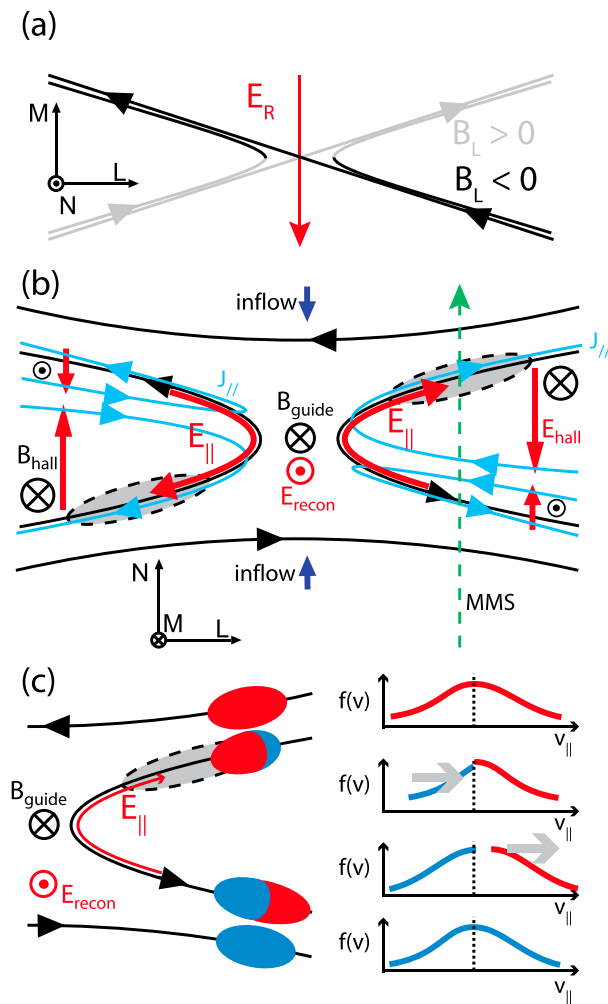 (a)
E_R
M
L
N
B_L > 0
B_L < 0
(b)
inflow
J_//
J_//
B_guide
E_||
E_||
E_hall
B_hall
E_recon
inflow
MMS
N
M
L
(c)
f(v)
v_||
B_guide
f(v)
E_||
v_||
f(v)
E_recon
v_||
f(v)
v_||